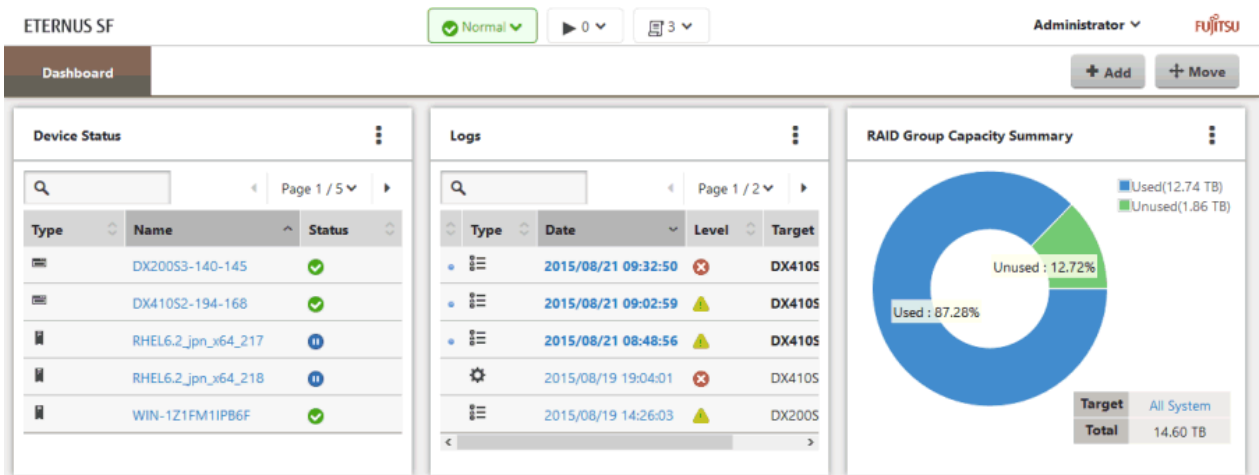 ETERNUS SF
Normal
0
3
Administrator
FUJITSU
Dashboard
Add
Move
Device Status
Page 1 / 5
Type Name Status
DX200S3-140-145
DX410S2-194-168
RHEL6.2_jpn_x64_217
RHEL6.2_jpn_x64_218
WIN-1Z1FM1IPB6F
Logs
Page 1 / 2
Type Date Level Target
2015/08/21 09:32:50 DX410S
2015/08/21 09:02:59 DX410S
2015/08/21 08:48:56 DX410S
2015/08/19 19:04:01 DX410S
2015/08/19 14:26:03 DX200S
RAID Group Capacity Summary
Used(12.74 TB)
Unused(1.86 TB)
Unused : 12.72%
Used : 87.28%
Target All System
Total 14.60 TB